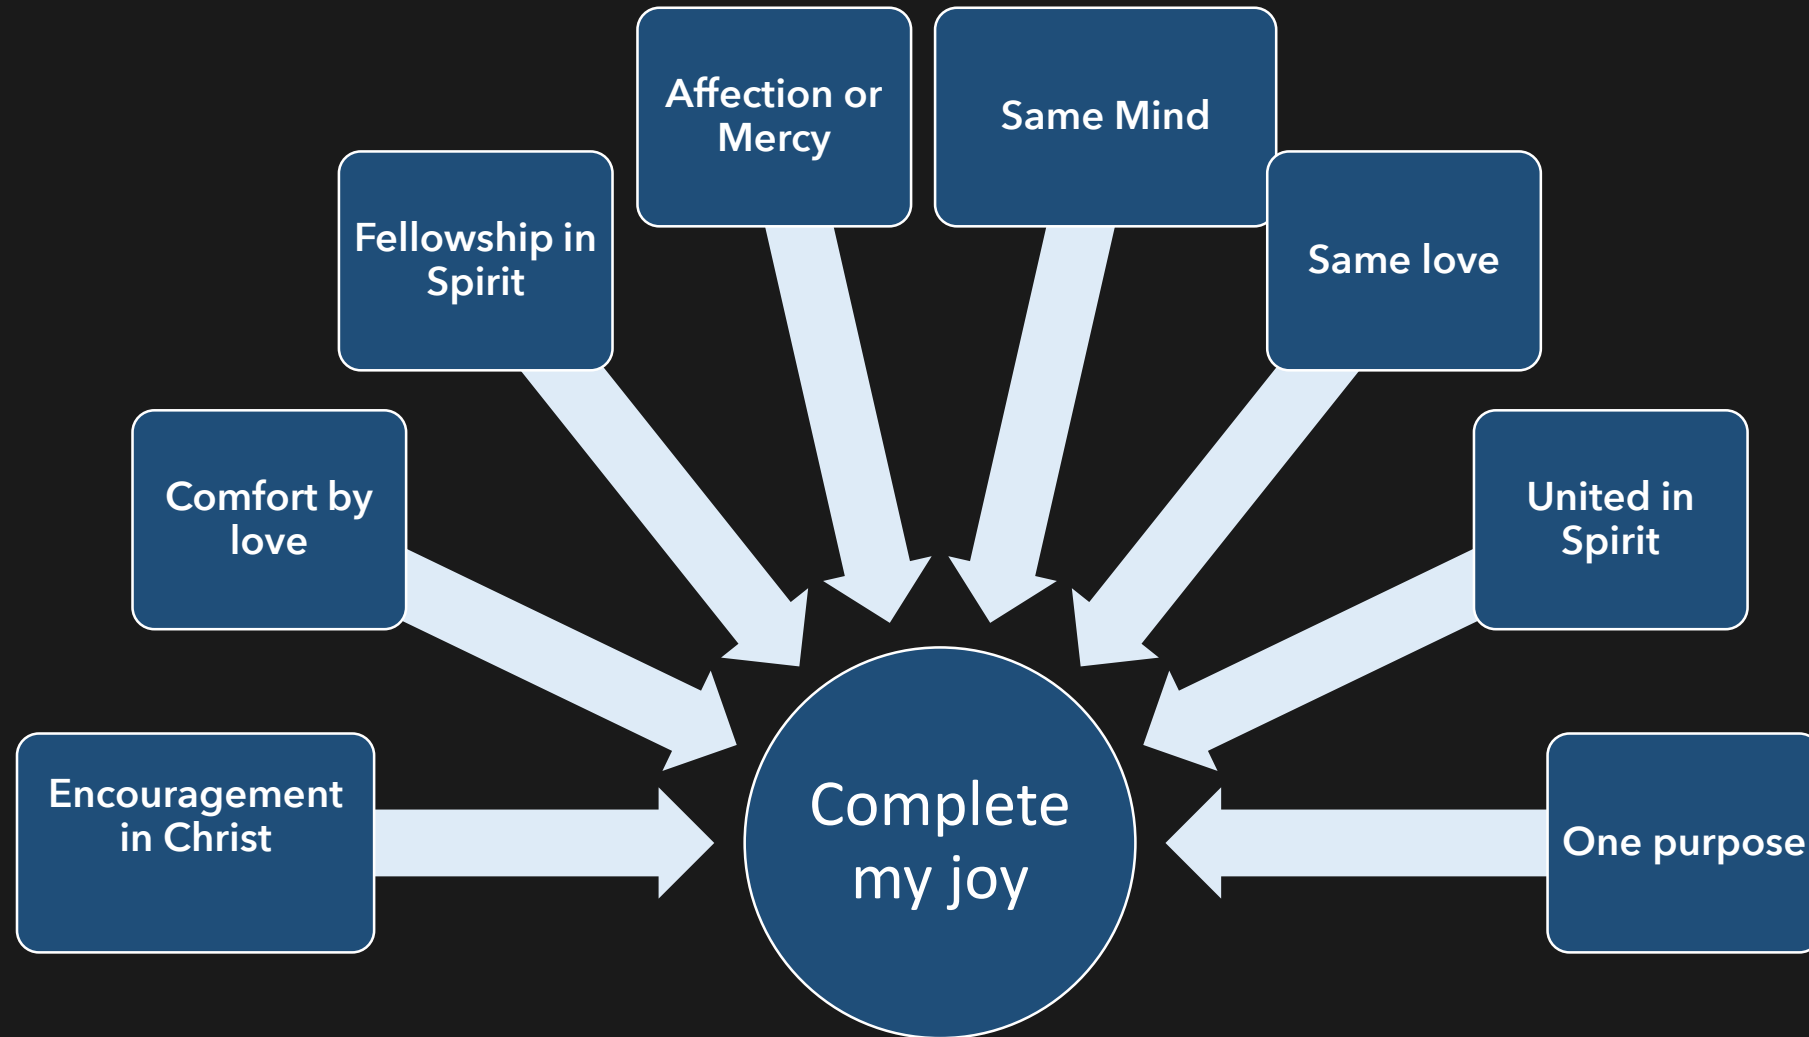 Affection or
Mercy
Same Mind
Fellowship in
Spirit
Same love
Comfort by
love
United in
Spirit
Encouragement
in Christ
Complete
my joy
One purpose